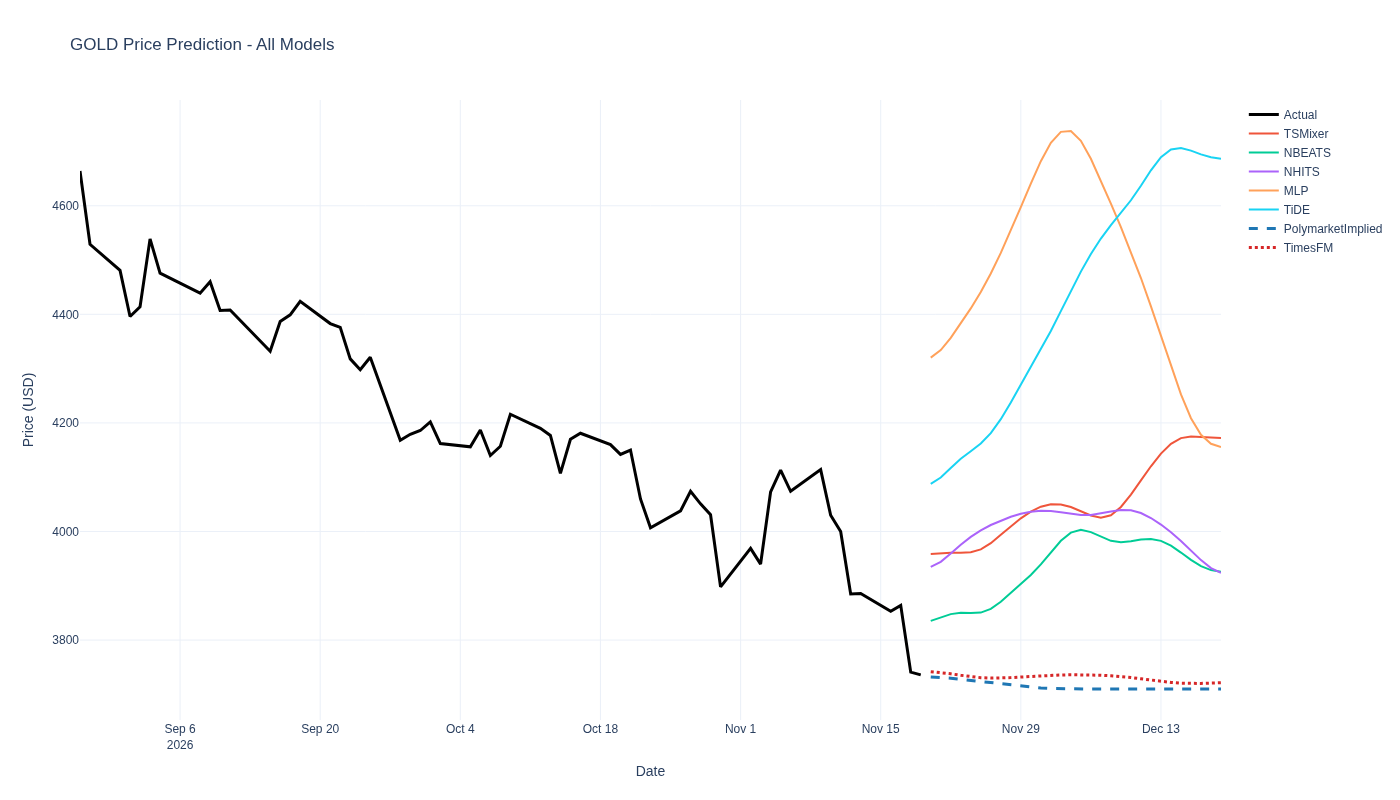 GOLD Price Prediction - All Models
Price (USD)
4600
4400
4200
4000
3800
Sep 6
2026
Sep 20
Oct 4
Oct 18
Nov 1
Nov 15
Nov 29
Dec 13
Date
Actual
TSMixer
NBEATS
NHITS
MLP
TiDE
PolymarketImplied
TimesFM